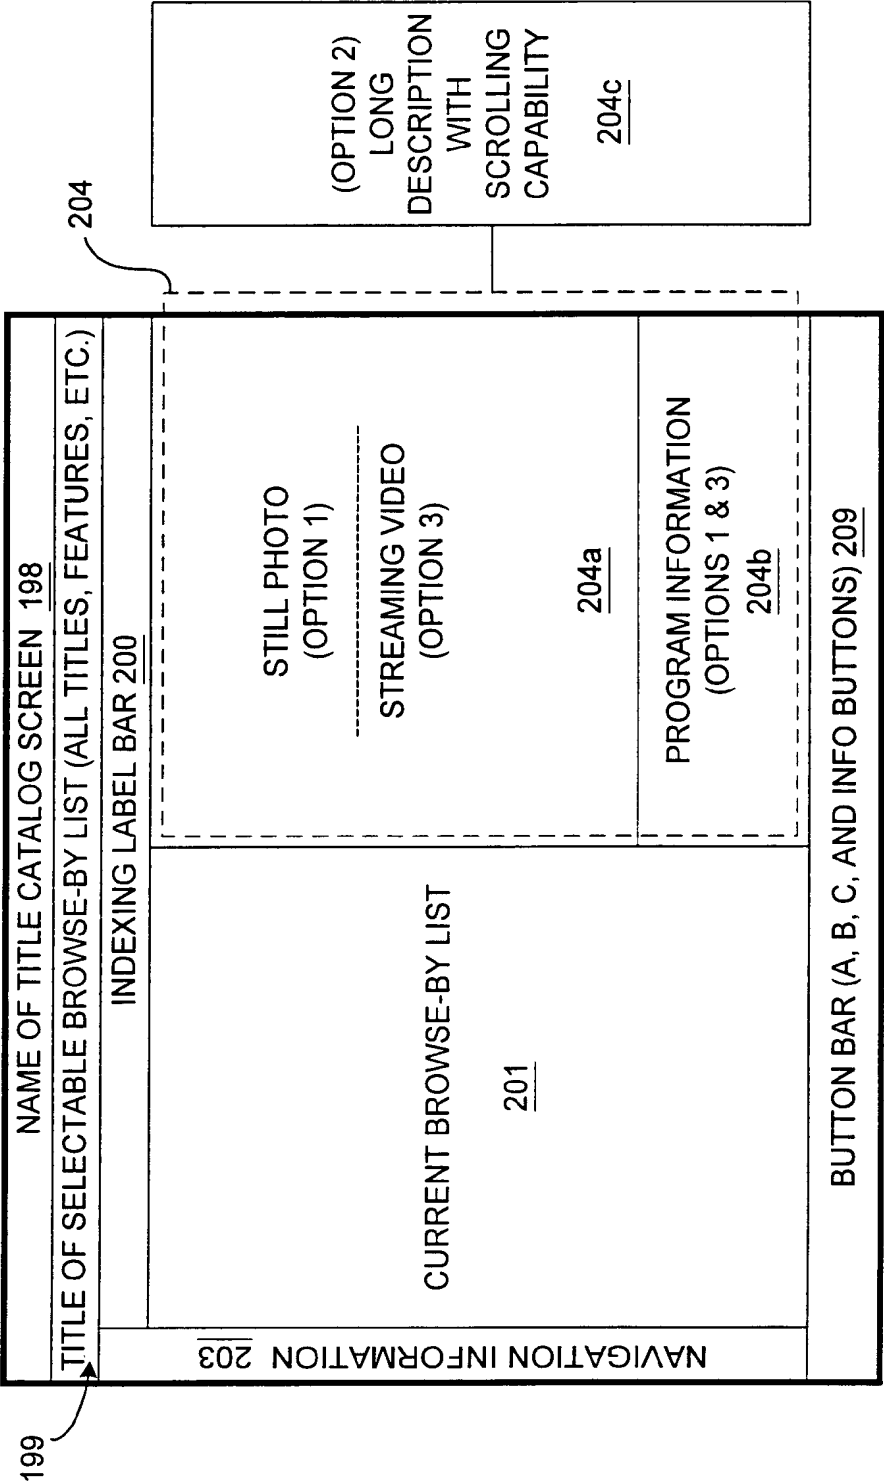 NAME OF TITLE CATALOG SCREEN 198
TITLE OF SELECTABLE BROWSE-BY LIST (ALL TITLES, FEATURES, ETC.)
199
INDEXING LABEL BAR 200
NAVIGATION INFORMATION 203
CURRENT BROWSE-BY LIST
201
STILL PHOTO
(OPTION 1)
STREAMING VIDEO
(OPTION 3)
204a
PROGRAM INFORMATION
(OPTIONS 1 & 3)
204b
204
(OPTION 2)
LONG
DESCRIPTION
WITH
SCROLLING
CAPABILITY
204c
BUTTON BAR (A, B, C, AND INFO BUTTONS) 209